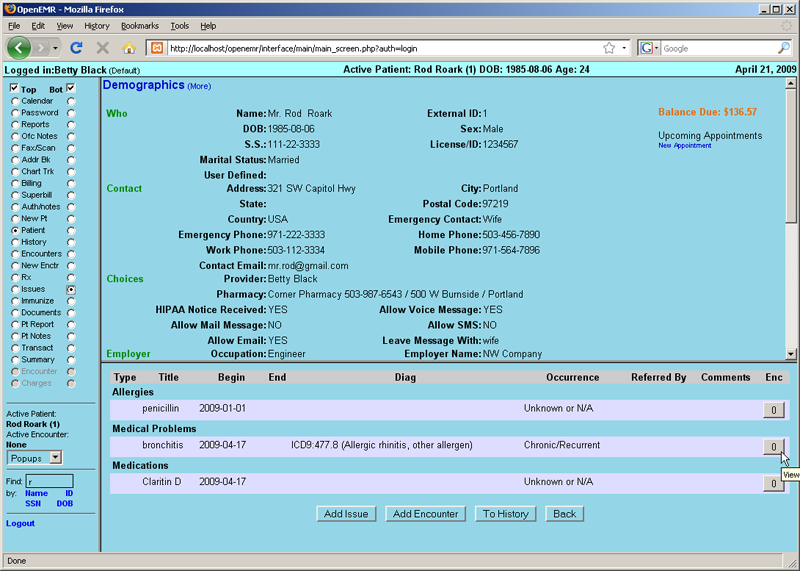 OpenEMR - Mozilla Firefox
File Edit View History Bookmarks Tools Help
http://localhost/openemr/interface/main/main_screen.php?auth=login
Google
Logged in:Betty Black (Default) Active Patient: Rod Roark (1) DOB: 1985-08-06 Age: 24 April 21, 2009
Top Bot
Calendar
Password
Reports
Ofc Notes
Fax/Scan
Addr Bk
Chart Trk
Billing
Superbill
Auth/notes
New Pt
Patient
History
Encounters
New Enctr
Rx
Issues
Immunize
Documents
Pt Report
Pt Notes
Transact
Summary
Encounter
Charges
Active Patient:
Rod Roark (1)
Active Encounter:
None
Popups
Find: r
by: Name ID
SSN DOB
Logout
Demographics (More)
Who Name: Mr. Rod Roark External ID: 1
DOB: 1985-08-06 Sex: Male
S.S.: 111-22-3333 License/ID: 1234567
Marital Status: Married
User Defined:
Contact Address: 321 SW Capitol Hwy City: Portland
State: Postal Code: 97219
Country: USA Emergency Contact: Wife
Emergency Phone: 971-222-3333 Home Phone: 503-456-7890
Work Phone: 503-112-3334 Mobile Phone: 971-564-7896
Contact Email: mr.rod@gmail.com
Choices Provider: Betty Black
Pharmacy: Corner Pharmacy 503-987-6543 / 500 W Burnside / Portland
HIPAA Notice Received: YES Allow Voice Message: YES
Allow Mail Message: NO Allow SMS: NO
Allow Email: YES Leave Message With: wife
Employer Occupation: Engineer Employer Name: NW Company
Balance Due: $136.57
Upcoming Appointments
New Appointment
Type Title Begin End Diag Occurrence Referred By Comments Enc
Allergies
penicillin 2009-01-01 Unknown or N/A 0
Medical Problems
bronchitis 2009-04-17 ICD9:477.8 (Allergic rhinitis, other allergen) Chronic/Recurrent 0
View
Medications
Claritin D 2009-04-17 Unknown or N/A 0
Add Issue Add Encounter To History Back
Done